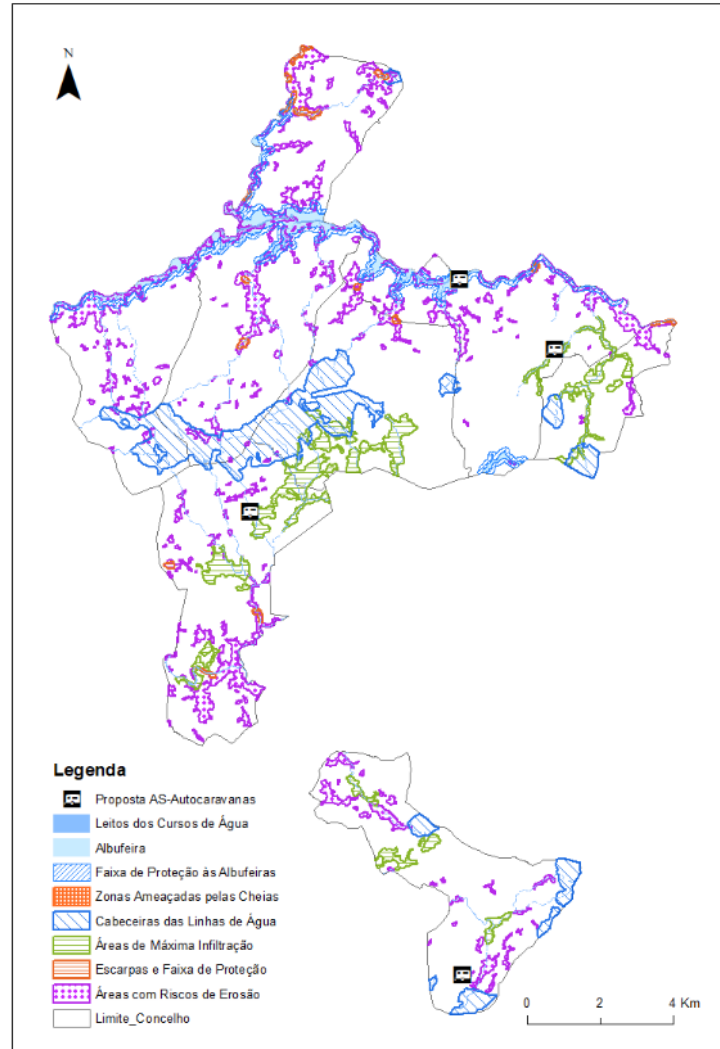 N
Legenda
Proposta AS-Autocaravanas
Leitos dos Cursos de Água
Albufeira
Faixa de Proteção às Albufeiras
Zonas Ameaçadas pelas Cheias
Cabeceiras das Linhas de Água
Áreas de Máxima Infiltração
Escarpas e Faixa de Proteção
Áreas com Riscos de Erosão
Limite_Concelho
0 2 4 Km